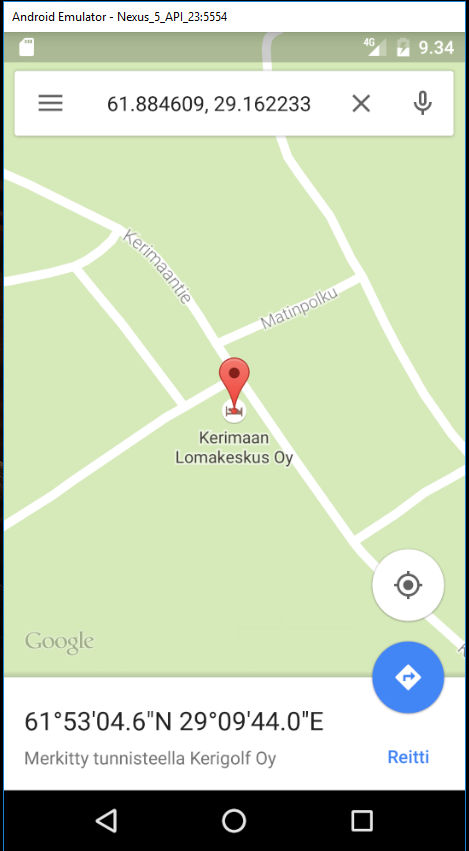 Android Emulator - Nexus_5_API_23:5554
4G 9.34
61.884609, 29.162233
Kerimaantie
Matinpolku
Kerimaan
Lomakeskus Oy
Google
61°53'04.6"N 29°09'44.0"E
Merkitty tunnisteella Kerigolf Oy
Reitti